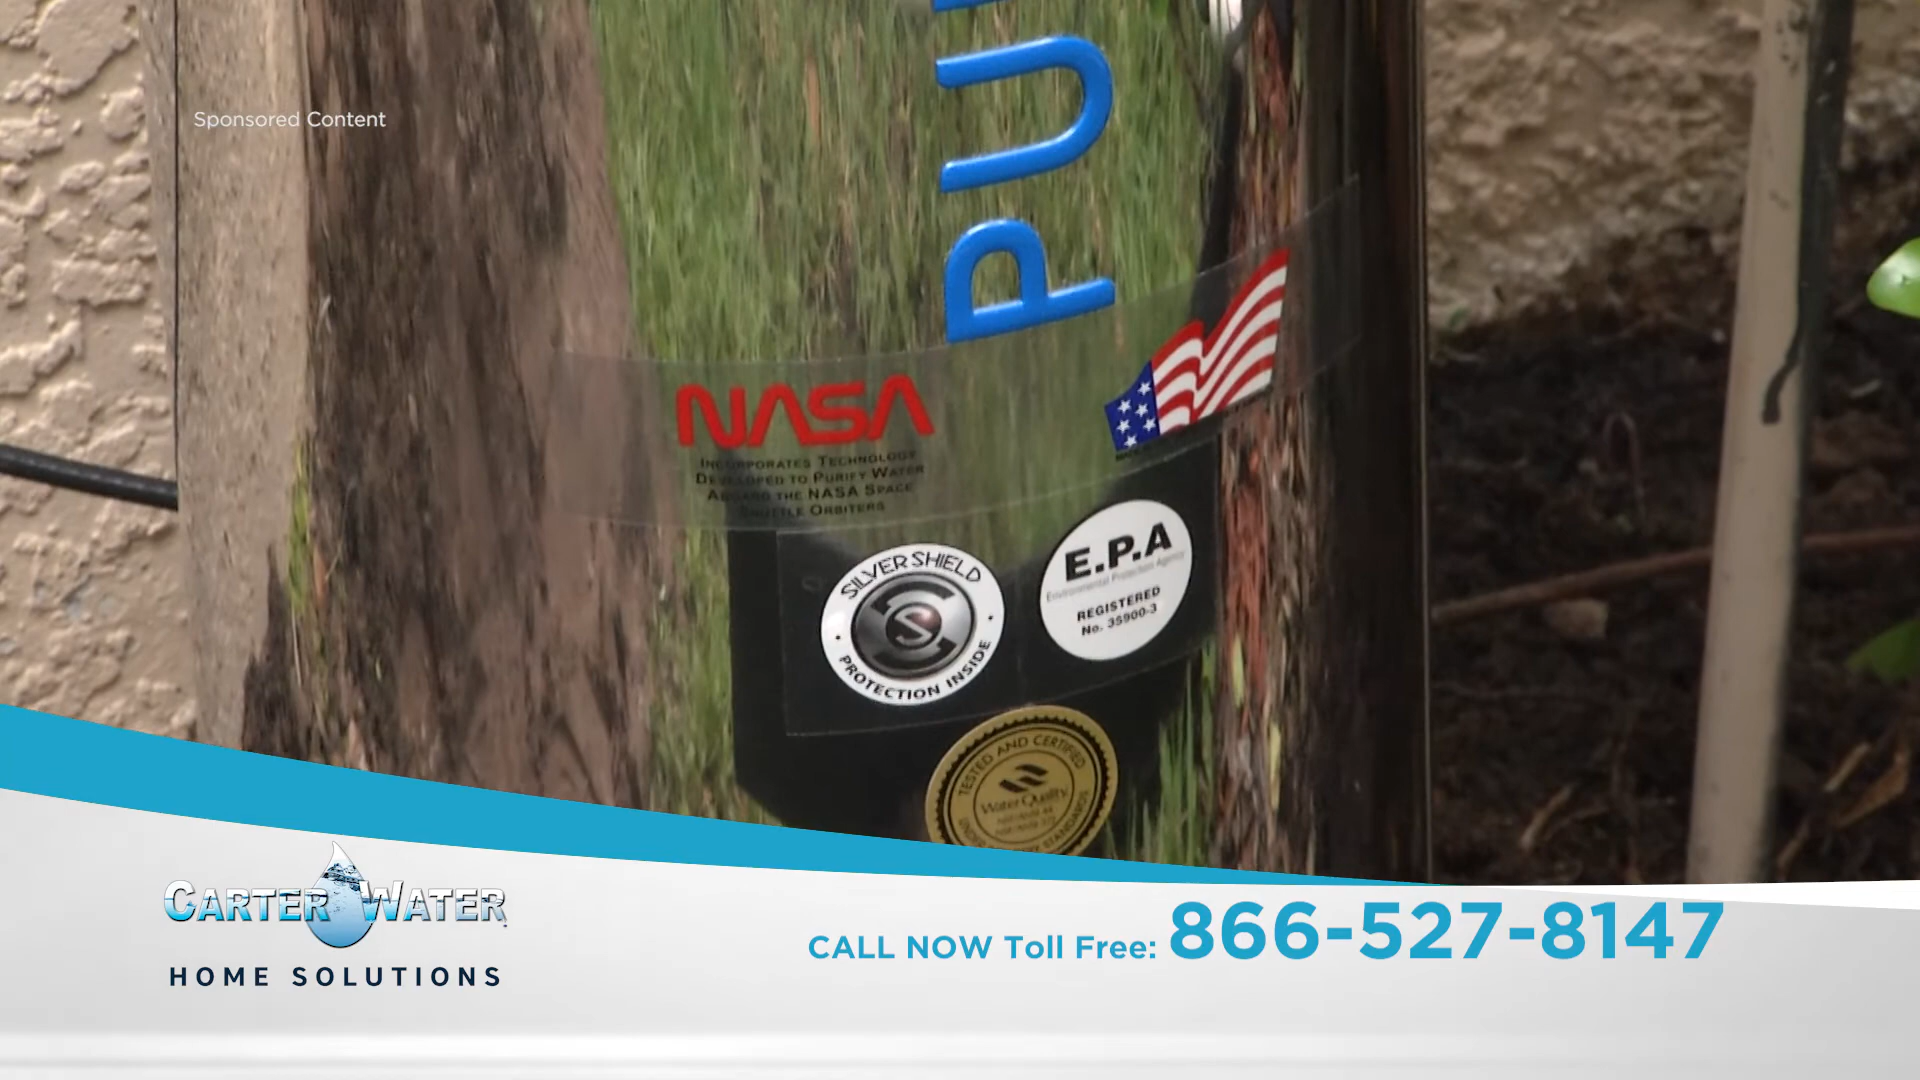 Sponsored Content
PU
NASA
INCORPORATES TECHNOLOGY
DEVELOPED TO PURIFY WATER
ABOARD THE NASA SPACE
SHUTTLE ORBITERS
SILVER SHIELD
S
PROTECTION INSIDE
E.P.A
Environmental Protection Agency
REGISTERED
No. 35900-3
TESTED AND CERTIFIED
Water Quality
STANDARDS
CARTER WATER
HOME SOLUTIONS
CALL NOW Toll Free: 866-527-8147